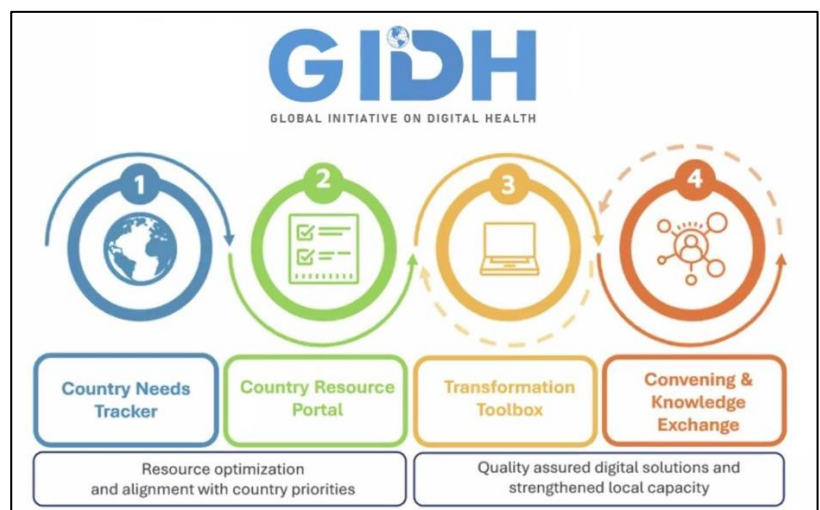 GIDH
GLOBAL INITIATIVE ON DIGITAL HEALTH
1
2
3
4
Country Needs
Tracker
Country Resource
Portal
Transformation
Toolbox
Convening &
Knowledge
Exchange
Resource optimization
and alignment with country priorities
Quality assured digital solutions and
strengthened local capacity